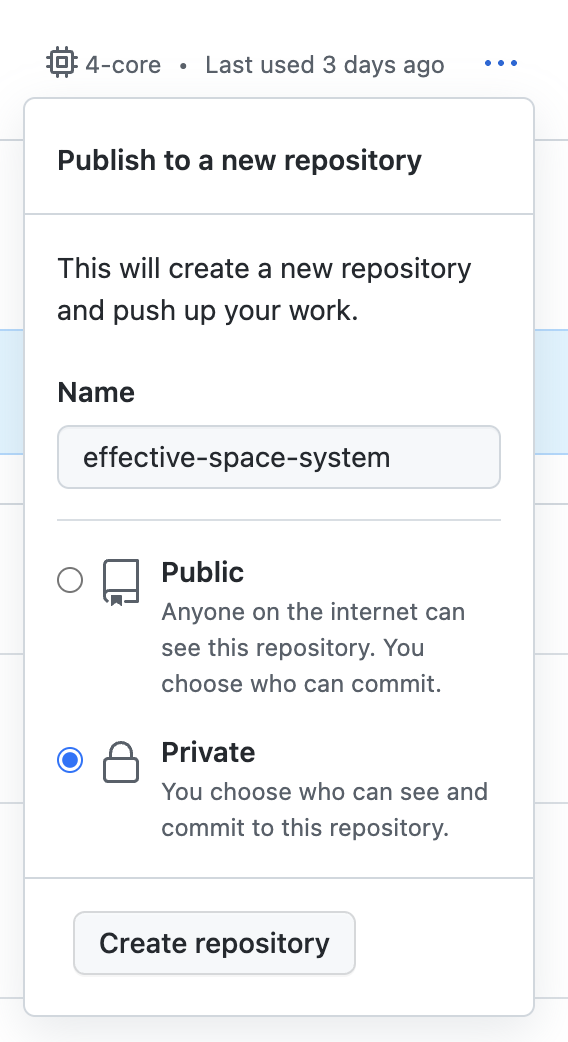 4-core • Last used 3 days ago
Publish to a new repository
This will create a new repository
and push up your work.
Name
effective-space-system
Public
Anyone on the internet can
see this repository. You
choose who can commit.
Private
You choose who can see and
commit to this repository.
Create repository